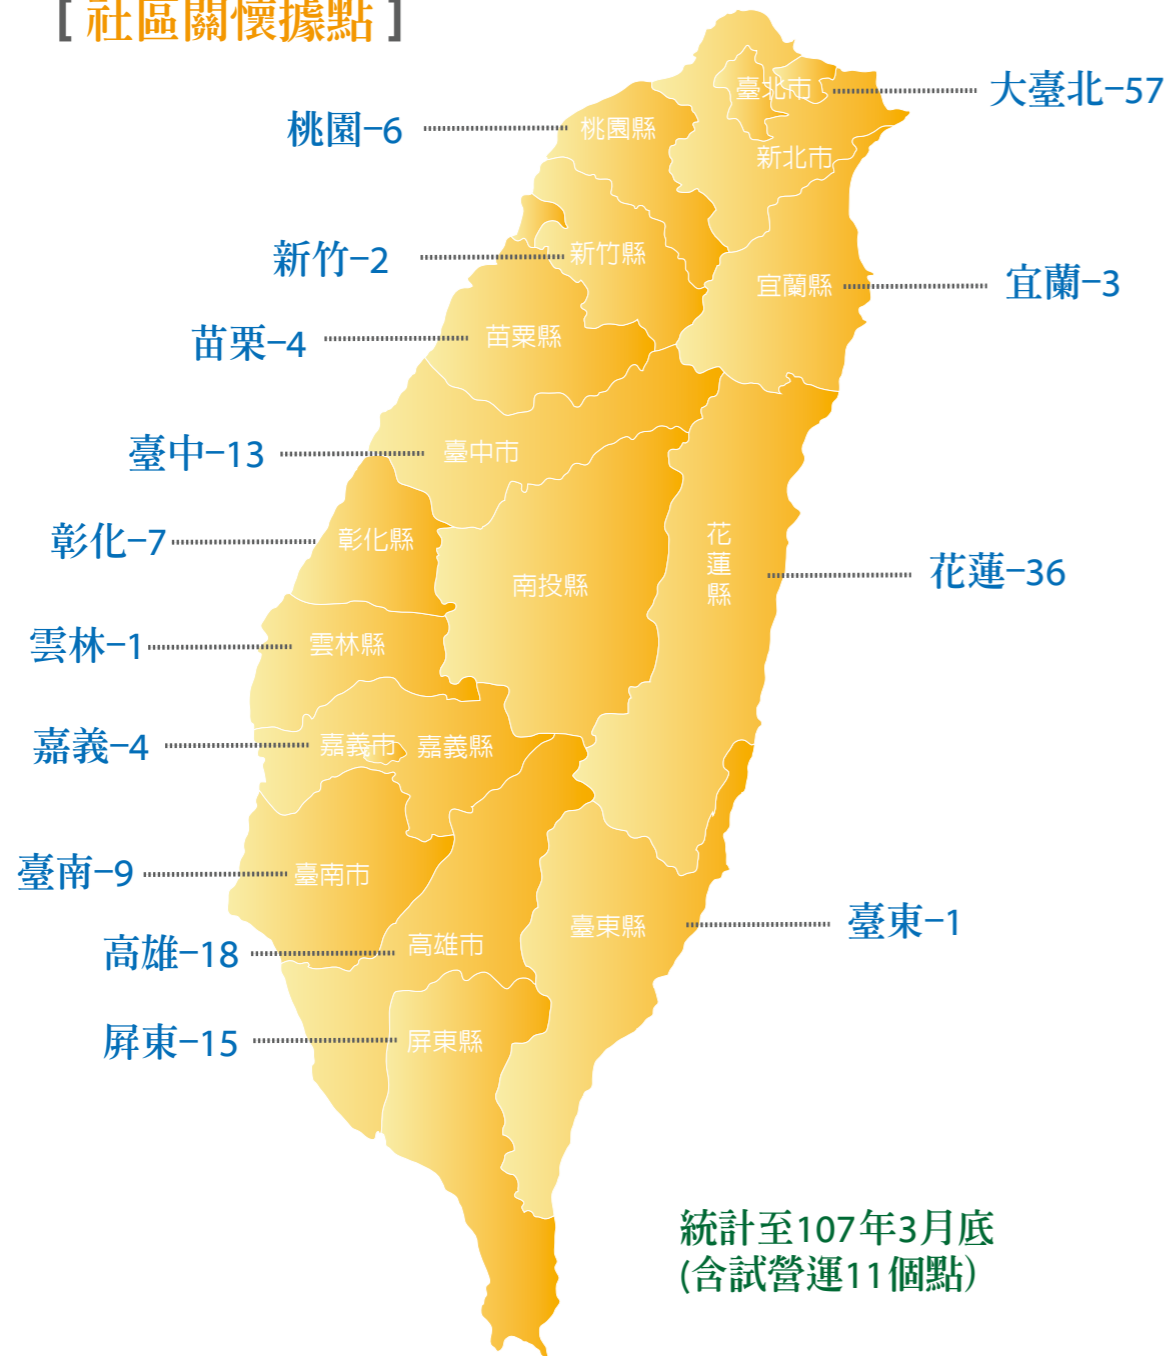 [ 社區關懷據點 ]
臺北市
大臺北–57
桃園–6
桃園縣
新北市
新竹–2
新竹縣
宜蘭縣
宜蘭–3
苗栗–4
苗粟縣
臺中–13
臺中市
彰化–7
彰化縣
花蓮縣
花蓮–36
南投縣
雲林–1
雲林縣
嘉義–4
嘉義市
嘉義縣
臺南–9
臺南市
臺東縣
臺東–1
高雄–18
高雄市
屏東–15
屏東縣
統計至107年3月底
(含試營運11個點)